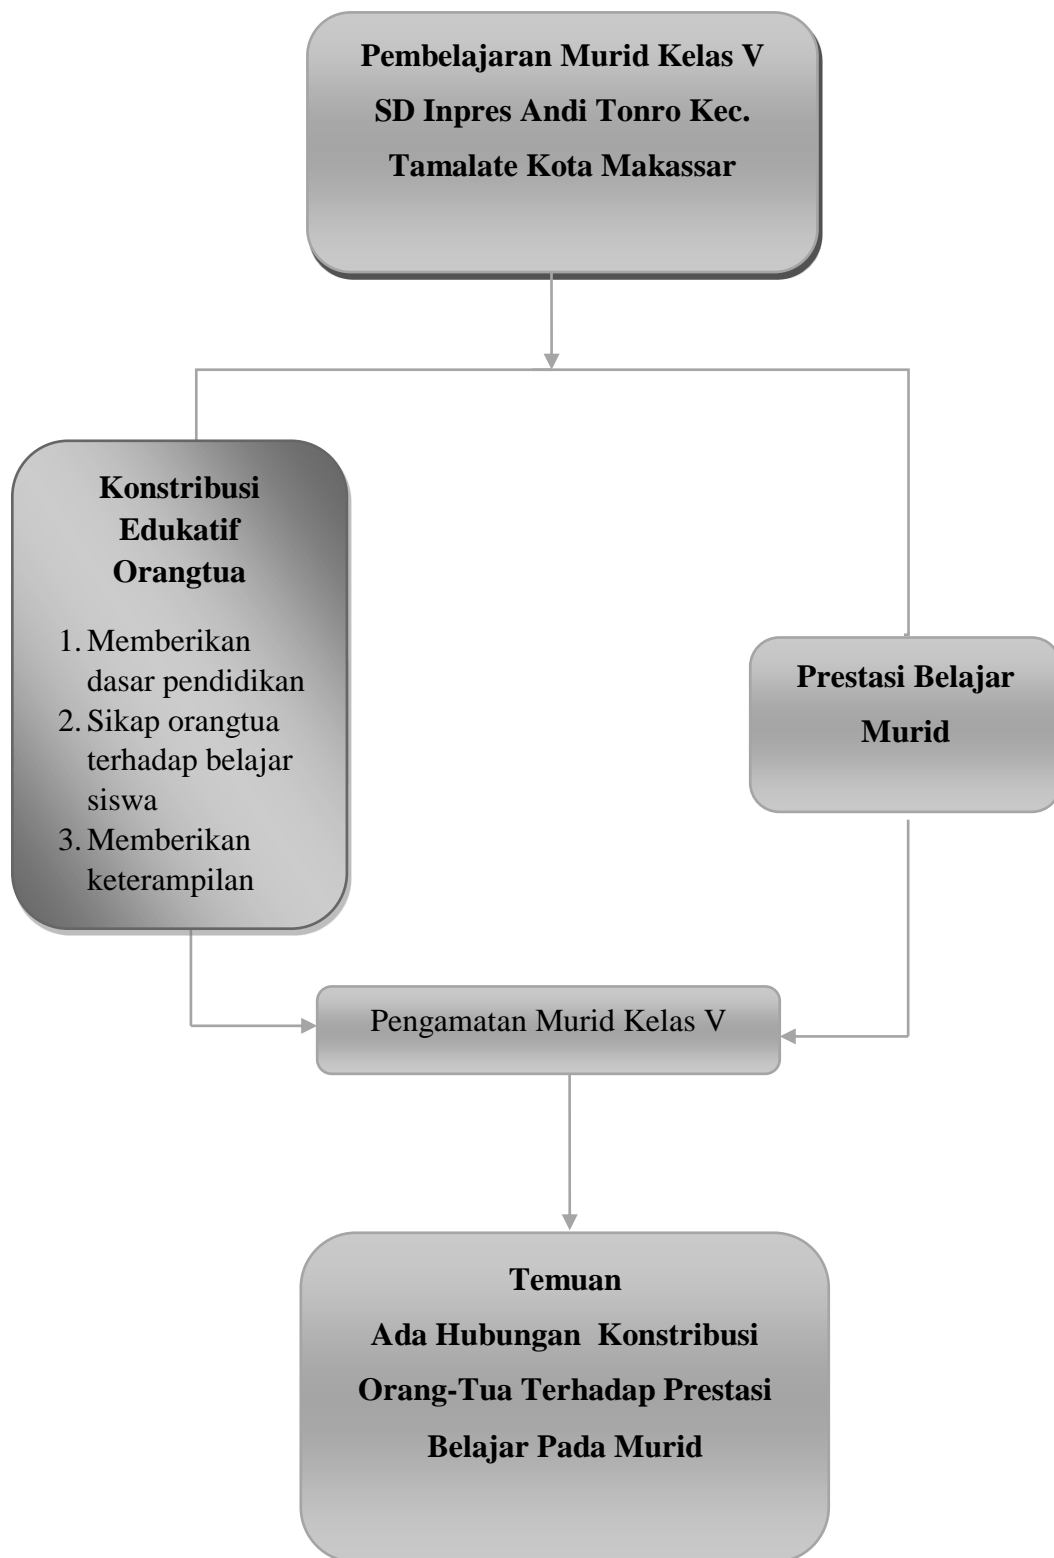 Pembelajaran Murid Kelas V
SD Inpres Andi Tonro Kec.
Tamalate Kota Makassar
Konstribusi
Edukatif
Orangtua
1. Memberikan
dasar pendidikan
2. Sikap orangtua
terhadap belajar
siswa
3. Memberikan
keterampilan
Prestasi Belajar
Murid
Pengamatan Murid Kelas V
Temuan
Ada Hubungan  Konstribusi
Orang-Tua Terhadap Prestasi
Belajar Pada Murid